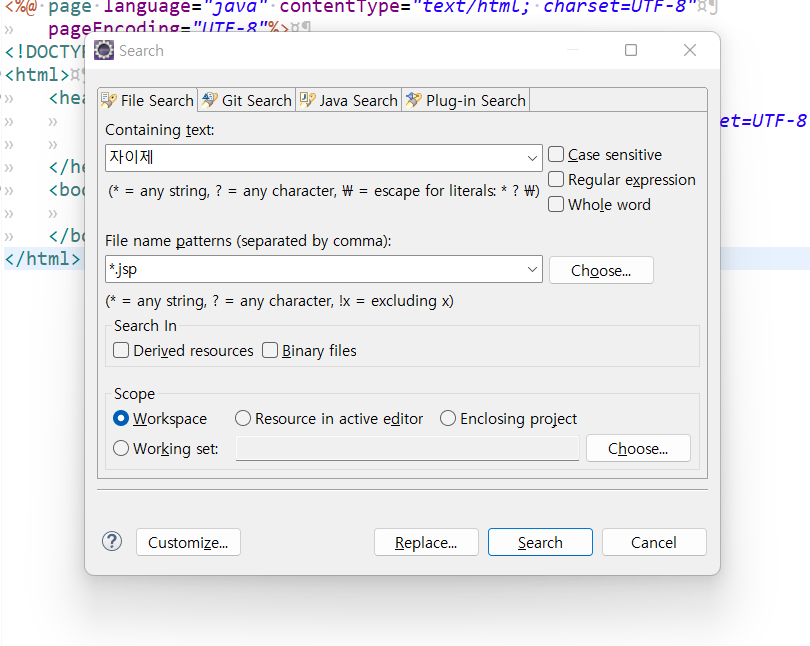 <%@ page language="java" contentType="text/html; charset=UTF-8"¤¶
» pageEncoding="UTF-8"%>¤¶
Search
<!DOCTY
<html>¤¶
» <hea
File Search Git Search Java Search Plug-in Search
» » et=UTF-8
Containing text:
» »
자이제
Case sensitive
» </he
Regular expression
(* = any string, ? = any character, ₩ = escape for literals: * ? ₩)
» <bod
Whole word
» »
» </bo
File name patterns (separated by comma):
</html>
*.jsp
Choose...
(* = any string, ? = any character, !x = excluding x)
Search In
Derived resources Binary files
Scope
Workspace Resource in active editor Enclosing project
Working set: Choose...
? Customize... Replace... Search Cancel